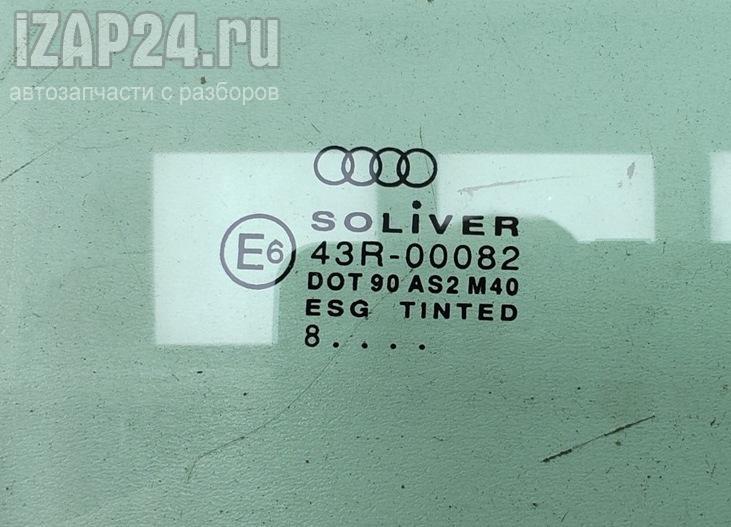 iZAP24.ru
автозапчасти с разборов
SOLiVER
E6 43R-00082
DOT 90 AS2 M40
ESG TINTED
8....